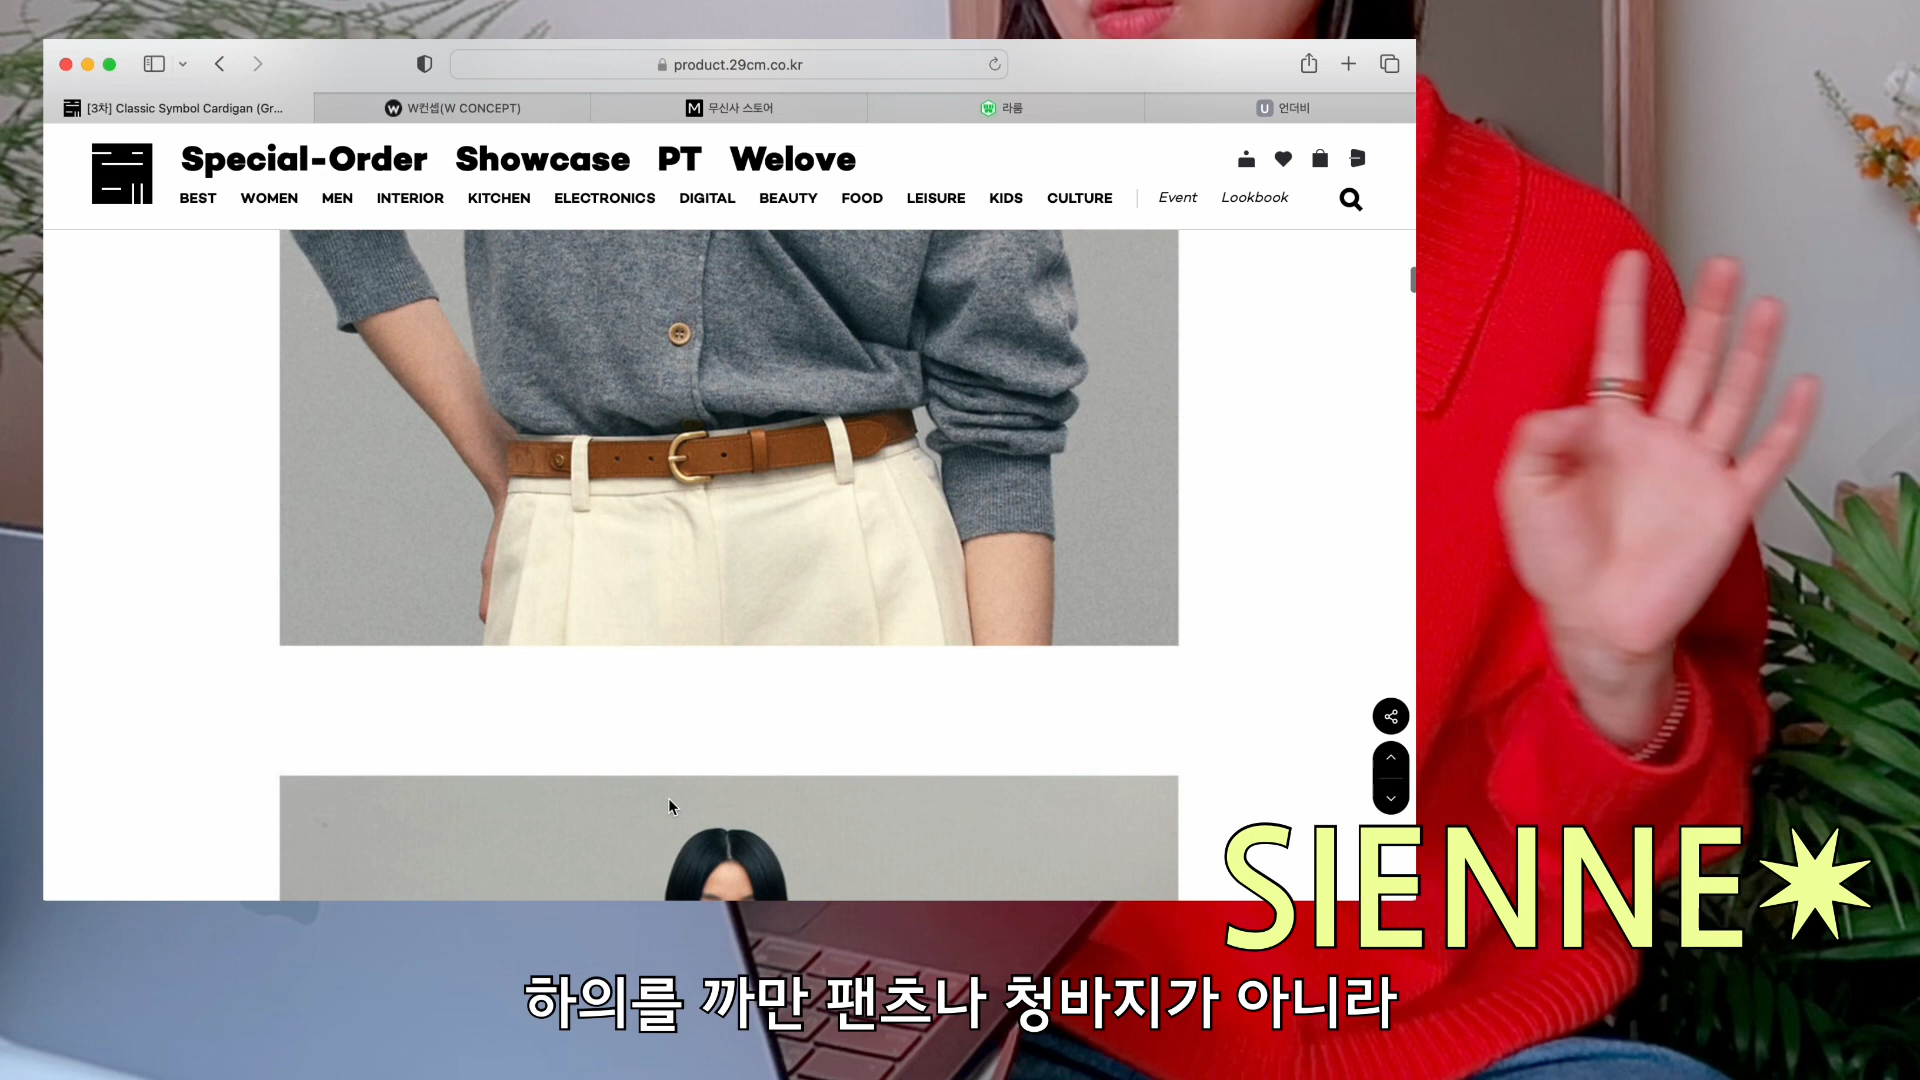 product.29cm.co.kr
[3차] Classic Symbol Cardigan (Gr...
W컨셉(W CONCEPT)
무신사 스토어
라룸
언더비
Special-Order Showcase PT Welove
BEST WOMEN MEN INTERIOR KITCHEN ELECTRONICS DIGITAL BEAUTY FOOD LEISURE KIDS CULTURE Event Lookbook
SIENNE
하의를 까만 팬츠나 청바지가 아니라